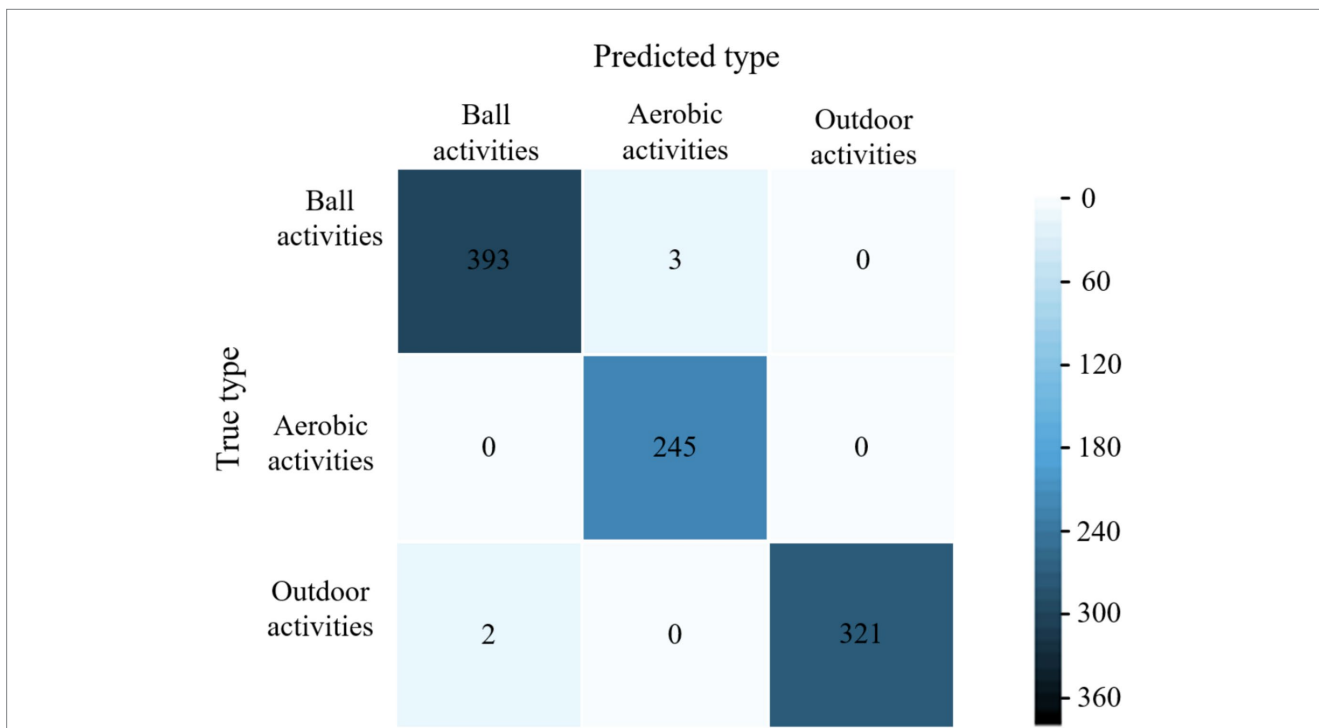 Predicted type
Ball
activities
Aerobic
activities
Outdoor
activities
Ball
activities
393
3
0
True type
Aerobic
activities
0
245
0
Outdoor
activities
2
0
321
0
60
120
180
240
300
360